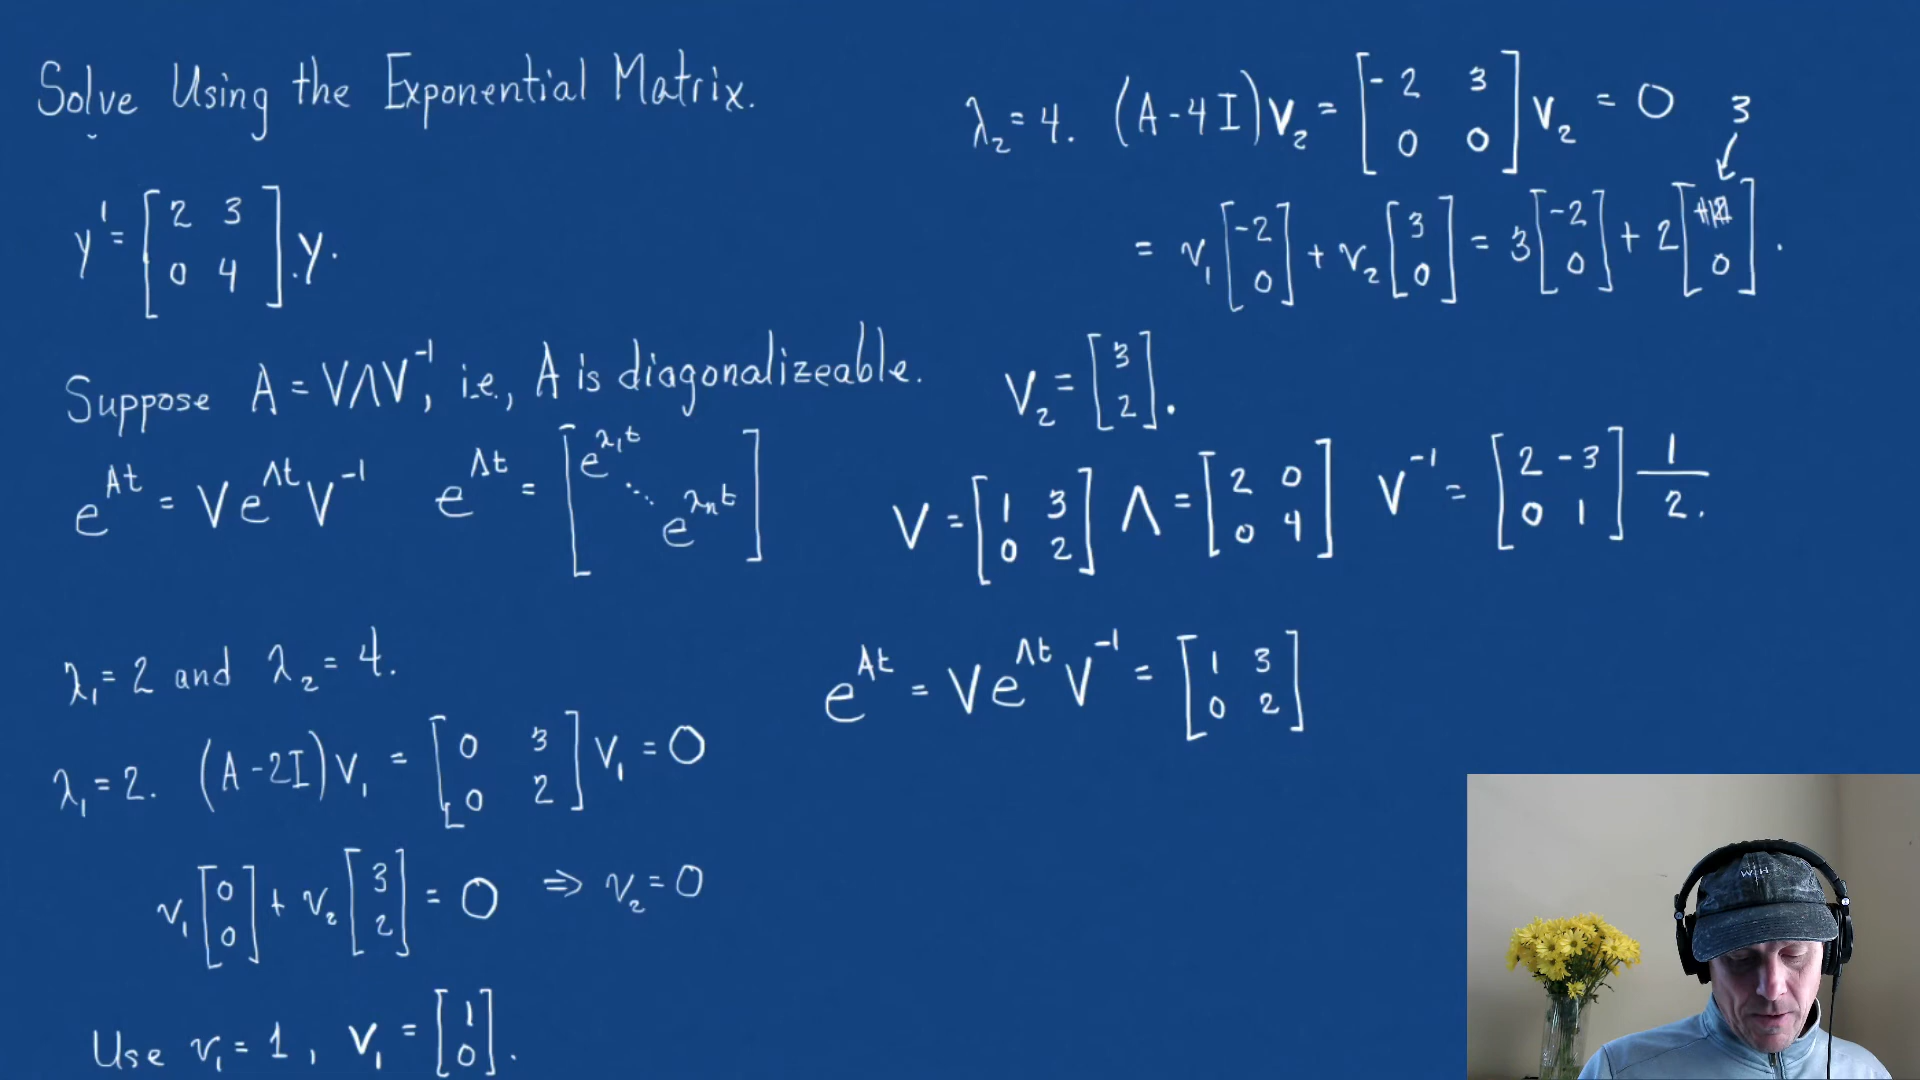 Solve Using the Exponential Matrix.
y' = [2 3; 0 4] . y.
Suppose A = VΛV⁻¹, i.e., A is diagonalizeable.
e^{At} = V e^{Λt} V⁻¹   e^{Λt} = [e^{λ₁t} ⋱ e^{λₙt}]
λ₁ = 2 and λ₂ = 4.
λ₁ = 2. (A - 2I) v₁ = [0 3; 0 2] v₁ = 0
v₁ [0; 0] + v₂ [3; 2] = 0 ⇒ v₂ = 0
Use v₁ = 1, v₁ = [1; 0].
λ₂ = 4. (A - 4I) v₂ = [-2 3; 0 0] v₂ = 0
3
= v₁ [-2; 0] + v₂ [3; 0] = 3 [-2; 0] + 2 [ ; 0].
v₂ = [3; 2].
V = [1 3; 0 2] Λ = [2 0; 0 4] V⁻¹ = [2 -3; 0 1] 1/2.
e^{At} = V e^{Λt} V⁻¹ = [1 3; 0 2]